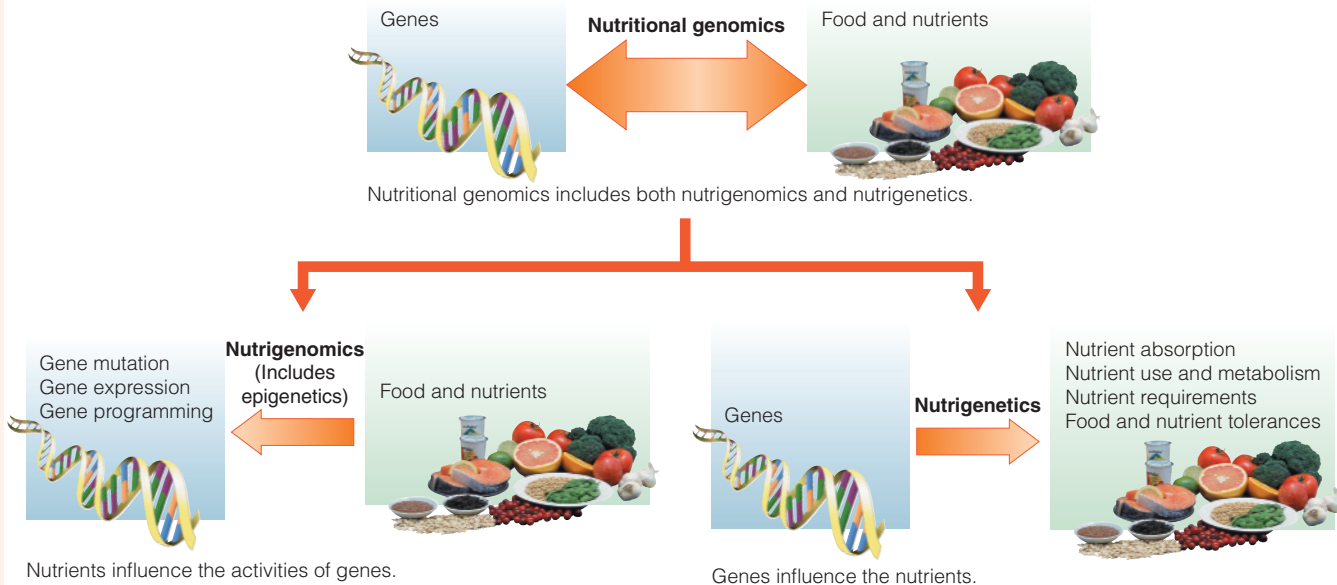 Genes
Nutritional genomics
Food and nutrients
Nutritional genomics includes both nutrigenomics and nutrigenetics.
Gene mutation
Gene expression
Gene programming
Nutrigenomics
(Includes
epigenetics)
Food and nutrients
Nutrients influence the activities of genes.
Genes
Nutrigenetics
Nutrient absorption
Nutrient use and metabolism
Nutrient requirements
Food and nutrient tolerances
Genes influence the nutrients.